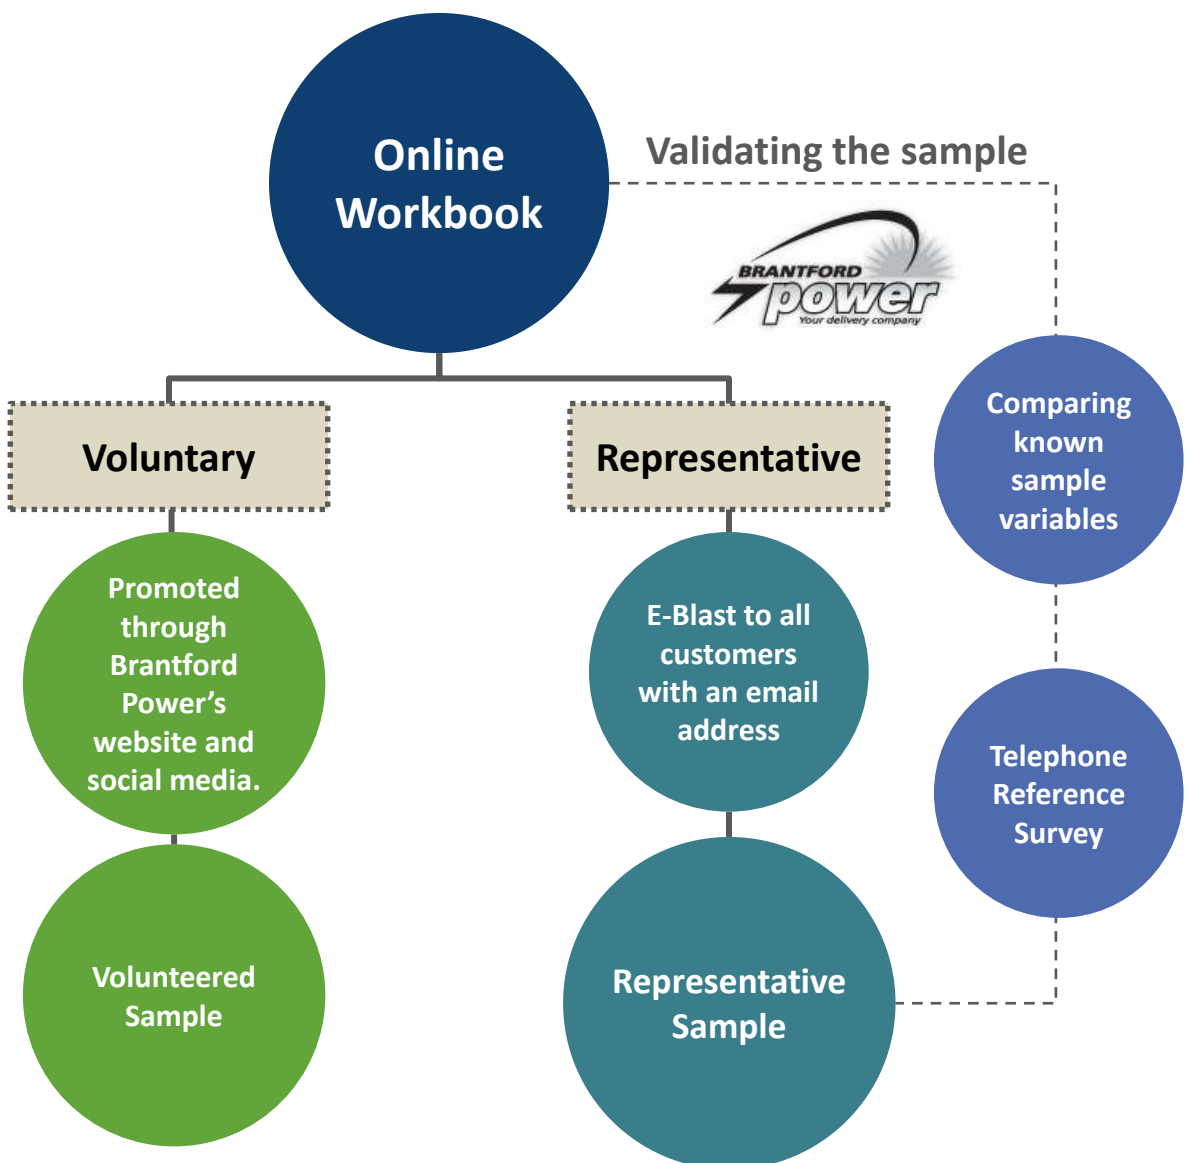 Online
Workbook
Validating the sample
BRANTFORD
power
Your delivery company
Voluntary
Representative
Comparing
known
sample
variables
Promoted
through
Brantford
Power’s
website and
social media.
E-Blast to all
customers
with an email
address
Telephone
Reference
Survey
Volunteered
Sample
Representative
Sample